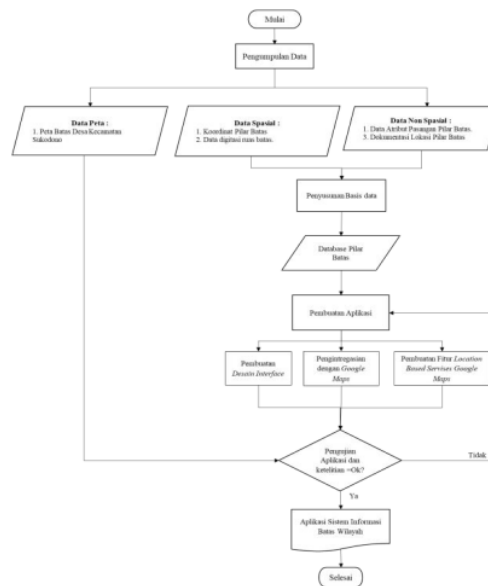 Mulai
Pengumpulan Data
Data Peta :
1. Peta Batas Desa/Kecamatan
Sukodono
Data Spasial :
1. Koordinat Pilar Batas
2. Data digitasi ruas batas.
Data Non Spasial :
1. Data Atribut Pasangan Pilar Batas.
3. Dokumentasi Lokasi Pilar Batas
Penyusunan Basis data
Database Pilar
Batas
Pembuatan Aplikasi
Pembuatan
Desain Interface
Pengintregasian
dengan Google
Maps
Pembuatan Fitur Location
Based Servises Google
Maps
Pengujian
Aplikasi dan
ketelitian =Ok?
Tidak
Ya
Aplikasi Sistem Informasi
Batas Wilayah
Selesai